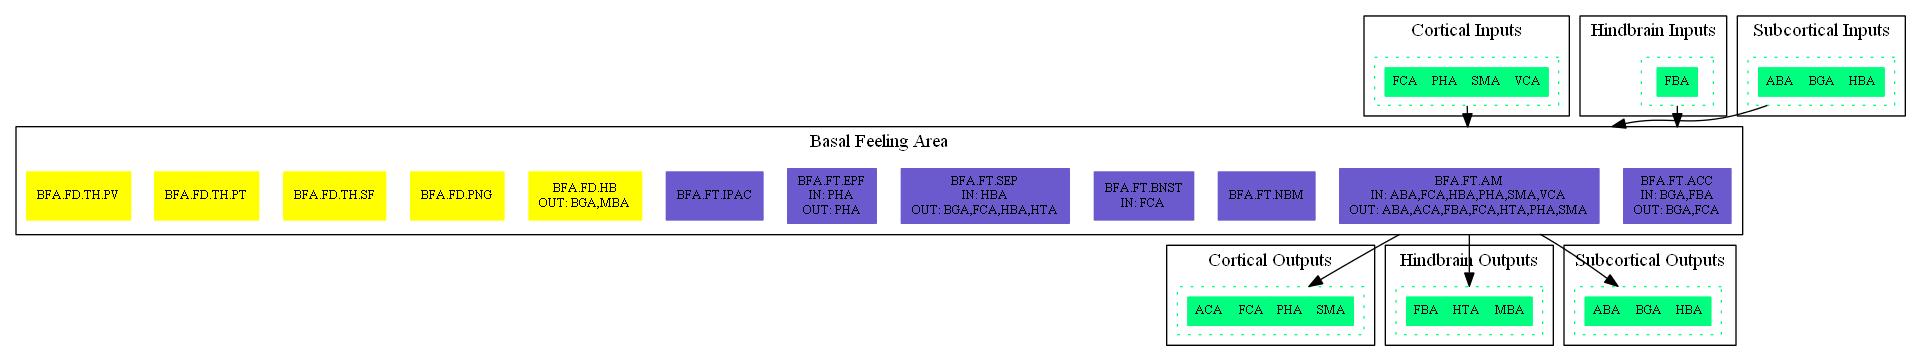 Cortical Inputs
FCA PHA SMA VCA
Hindbrain Inputs
FBA
Subcortical Inputs
ABA BGA HBA
Basal Feeling Area
BFA.FD.TH.PV
BFA.FD.TH.PT
BFA.FD.TH.SF
BFA.FD.PNG
BFA.FD.HB
OUT: BGA,MBA
BFA.FT.IPAC
BFA.FT.EPF
IN: PHA
OUT: PHA
BFA.FT.SEP
IN: HBA
OUT: BGA,FCA,HBA,HTA
BFA.FT.BNST
IN: FCA
BFA.FT.NBM
BFA.FT.AM
IN: ABA,FCA,HBA,PHA,SMA,VCA
OUT: ABA,ACA,FBA,FCA,HTA,PHA,SMA
BFA.FT.ACC
IN: BGA,FBA
OUT: BGA,FCA
Cortical Outputs
ACA FCA PHA SMA
Hindbrain Outputs
FBA HTA MBA
Subcortical Outputs
ABA BGA HBA